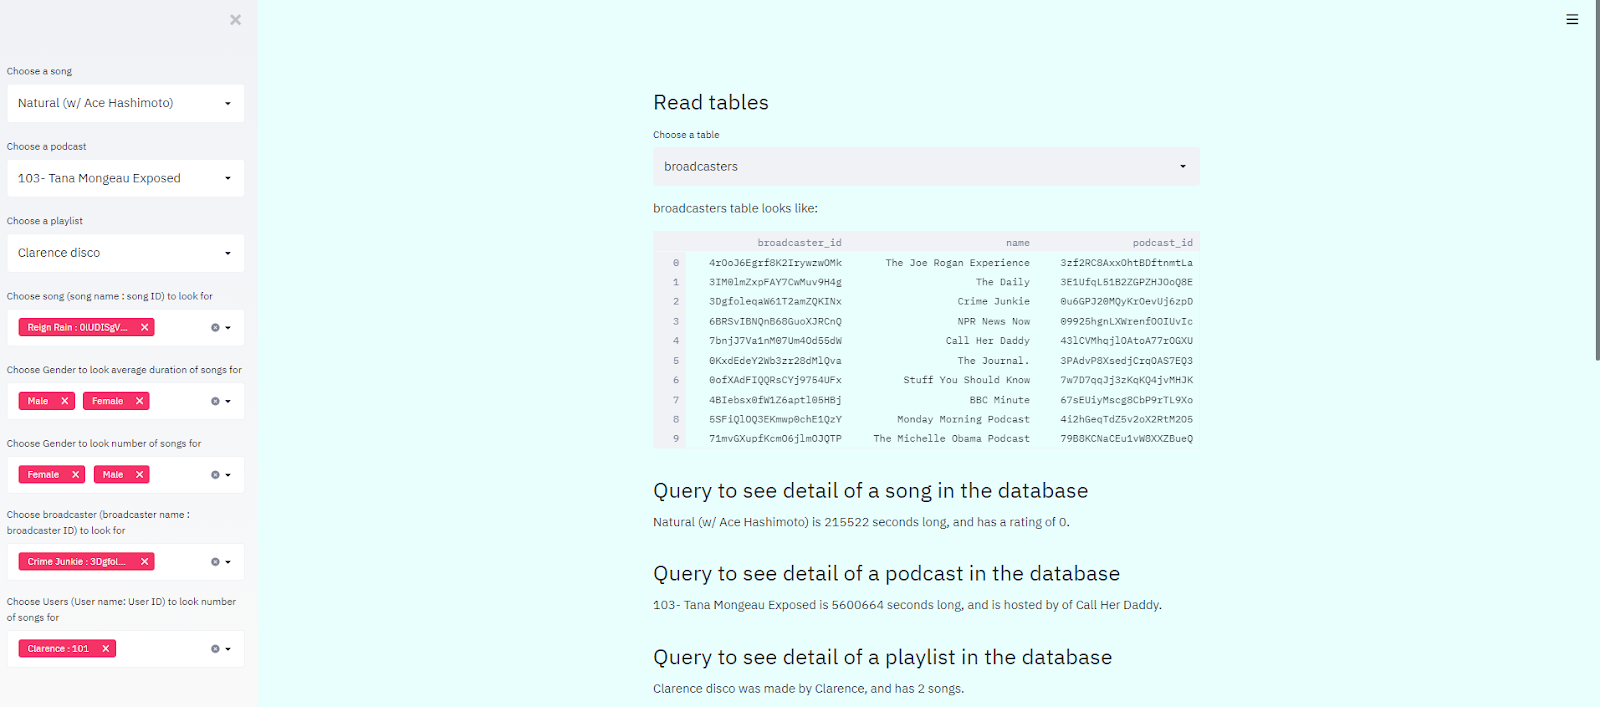 Choose a song
Natural (w/ Ace Hashimoto)
Choose a podcast
103- Tana Mongeau Exposed
Choose a playlist
Clarence disco
Choose song (song name : song ID) to look for
Reign Rain : 0lUDISgV...
Choose Gender to look average duration of songs for
Male Female
Choose Gender to look number of songs for
Female Male
Choose broadcaster (broadcaster name :
broadcaster ID) to look for
Crime Junkie : 3Dgfol...
Choose Users (User name: User ID) to look number
of songs for
Clarence : 101
Read tables
Choose a table
broadcasters
broadcasters table looks like:
broadcaster_id name podcast_id
0 4rOoJ6Egrf8K2IrywzwOMk The Joe Rogan Experience 3zf2RC8AxxOhtBDftnmtLa
1 3IM0lmZxpFAY7CwMuv9H4g The Daily 3E1UfqL51B2ZGPZHJOoQ8E
2 3DgfoleqaW61T2amZQKINx Crime Junkie 0u6GPJ20MQyKrOevUj6zpD
3 6BRSvIBNQnB68GuoXJRCnQ NPR News Now 09925hgnLXWrenfOOIUvIc
4 7bnjJ7Va1nM07Um4Od55dW Call Her Daddy 43lCVMhqjlOAtoA77rOGXU
5 0KxdEdeY2Wb3zr28dMlQva The Journal. 3PAdvP8XsedjCrqOAS7EQ3
6 0ofXAdFIQQRsCYj9754UFx Stuff You Should Know 7w7D7qqJj3zKqKQ4jvMHJK
7 4BIebsx0fW1Z6aptl05HBj BBC Minute 67sEUiyMscg8CbP9rTL9Xo
8 5SFiQlOQ3EKmwp0chE1QzY Monday Morning Podcast 4i2hGeqTdZ5v2oX2RtM2O5
9 71mvGXupfKcmO6jlmOJQTP The Michelle Obama Podcast 79B8KCNaCEu1vW8XXZBueQ
Query to see detail of a song in the database
Natural (w/ Ace Hashimoto) is 215522 seconds long, and has a rating of 0.
Query to see detail of a podcast in the database
103- Tana Mongeau Exposed is 5600664 seconds long, and is hosted by of Call Her Daddy.
Query to see detail of a playlist in the database
Clarence disco was made by Clarence, and has 2 songs.